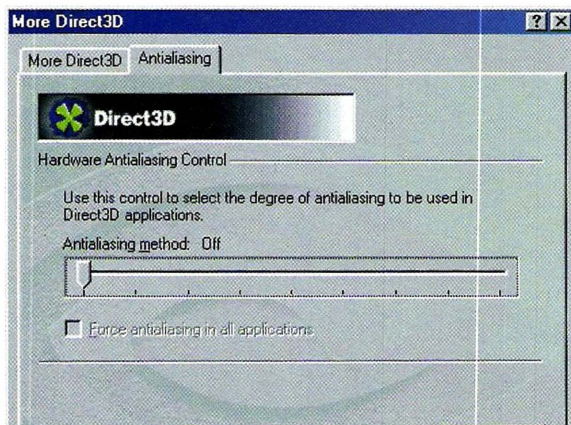 More Direct3D
More Direct3D Antialiasing
Direct3D
Hardware Antialiasing Control
Use this control to select the degree of antialiasing to be used in
Direct3D applications.
Antialiasing method: Off
Force antialiasing in all applications